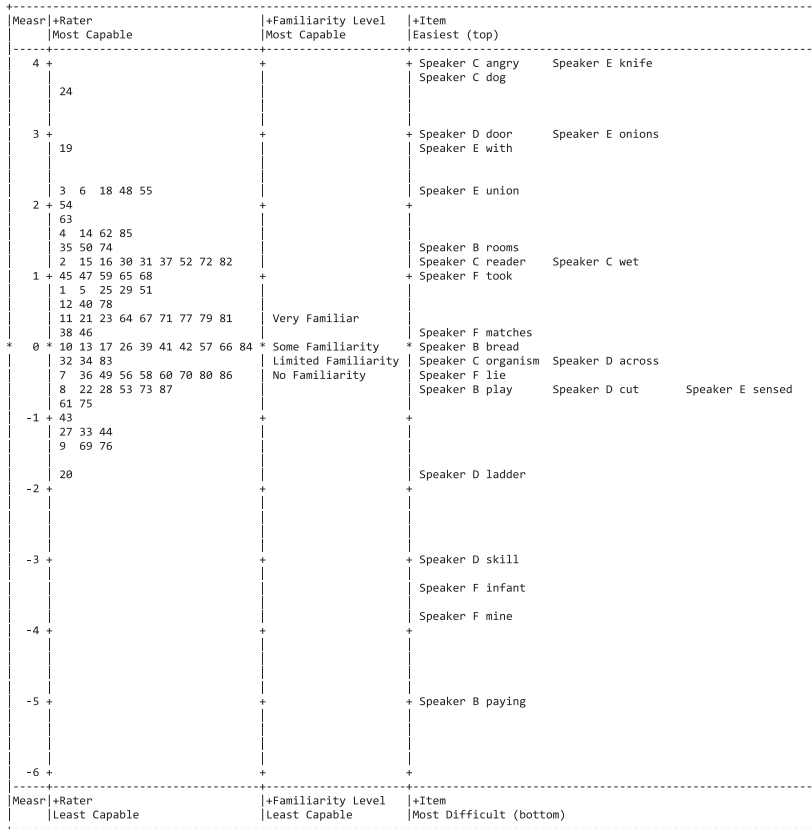 |Measr|+Rater |+Familiarity Level |+Item
| |Most Capable |Most Capable |Easiest (top)
4 + + + Speaker C angry Speaker E knife
Speaker C dog
24
3 + + + Speaker D door Speaker E onions
19 Speaker E with
3 6 18 48 55 Speaker E union
2 + 54 + +
63
4 14 62 85
35 50 74 Speaker B rooms
2 15 16 30 31 37 52 72 82 Speaker C reader Speaker C wet
1 + 45 47 59 65 68 + + Speaker F took
1 5 25 29 51
12 40 78
11 21 23 64 67 71 77 79 81 Very Familiar
38 46 Speaker F matches
* 0 * 10 13 17 26 39 41 42 57 66 84 * Some Familiarity * Speaker B bread
32 34 83 Limited Familiarity Speaker C organism Speaker D across
7 36 49 56 58 60 70 80 86 No Familiarity Speaker F lie
8 22 28 53 73 87 Speaker B play Speaker D cut Speaker E sensed
61 75
-1 + 43 + +
27 33 44
9 69 76
20 Speaker D ladder
-2 + + +
-3 + + + Speaker D skill
Speaker F infant
Speaker F mine
-4 + + +
-5 + + + Speaker B paying
-6 + + +
|Measr|+Rater |+Familiarity Level |+Item
| |Least Capable |Least Capable |Most Difficult (bottom)